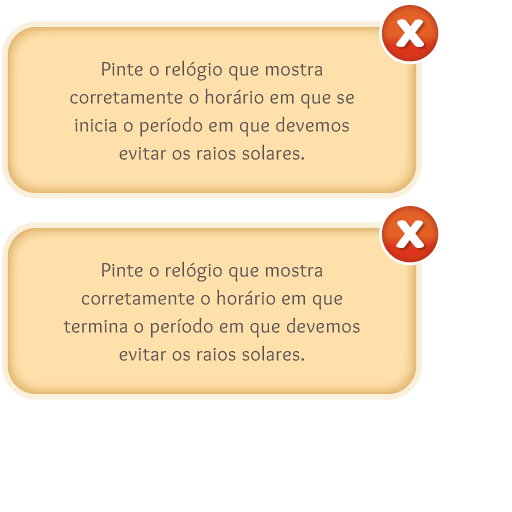 Pinte o relógio que mostra
corretamente o horário em que se
inicia o período em que devemos
evitar os raios solares.
Pinte o relógio que mostra
corretamente o horário em que
termina o período em que devemos
evitar os raios solares.